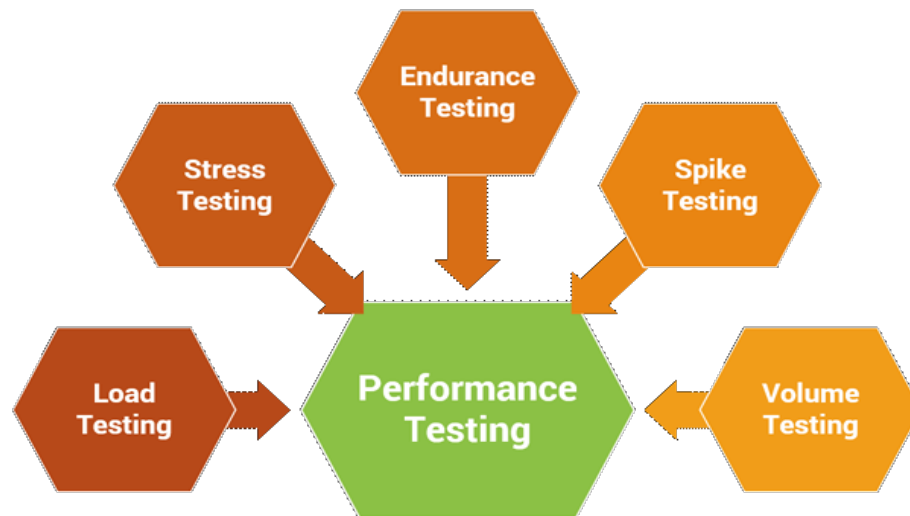 Endurance
Testing
Stress
Testing
Spike
Testing
Load
Testing
Performance
Testing
Volume
Testing